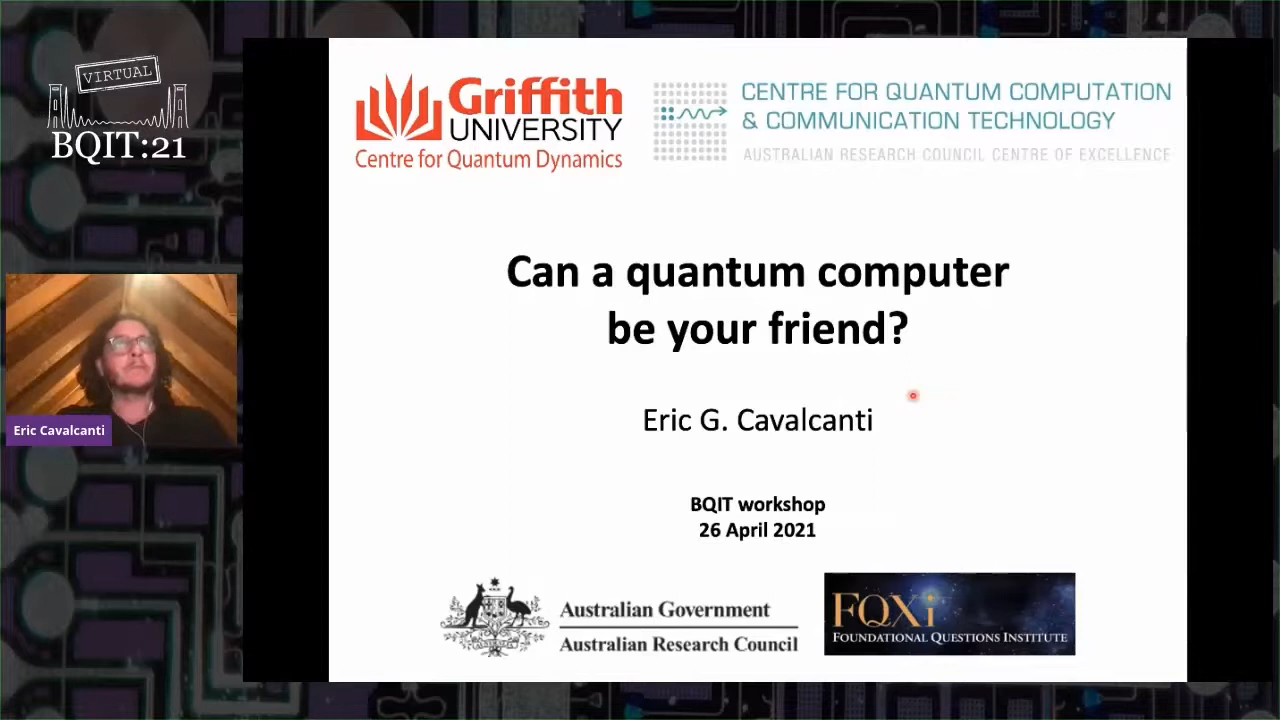 VIRTUAL
BQIT:21
Griffith
UNIVERSITY
Centre for Quantum Dynamics
CENTRE FOR QUANTUM COMPUTATION
& COMMUNICATION TECHNOLOGY
AUSTRALIAN RESEARCH COUNCIL CENTRE OF EXCELLENCE
Can a quantum computer
be your friend?
Eric G. Cavalcanti
Eric Cavalcanti
BQIT workshop
26 April 2021
Australian Government
Australian Research Council
FQXi
FOUNDATIONAL QUESTIONS INSTITUTE